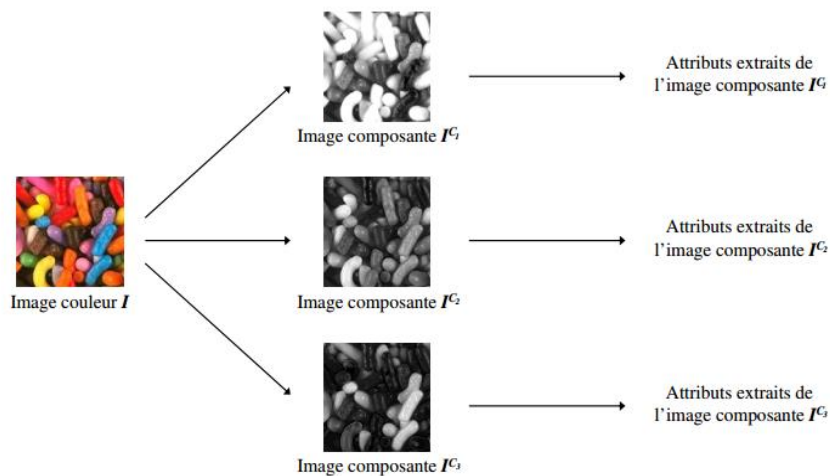 Attributs extraits de
l'image composante I^C₁
Image composante I^C₁
Attributs extraits de
l'image composante I^C₂
Image couleur I
Image composante I^C₂
Attributs extraits de
l'image composante I^C₃
Image composante I^C₃